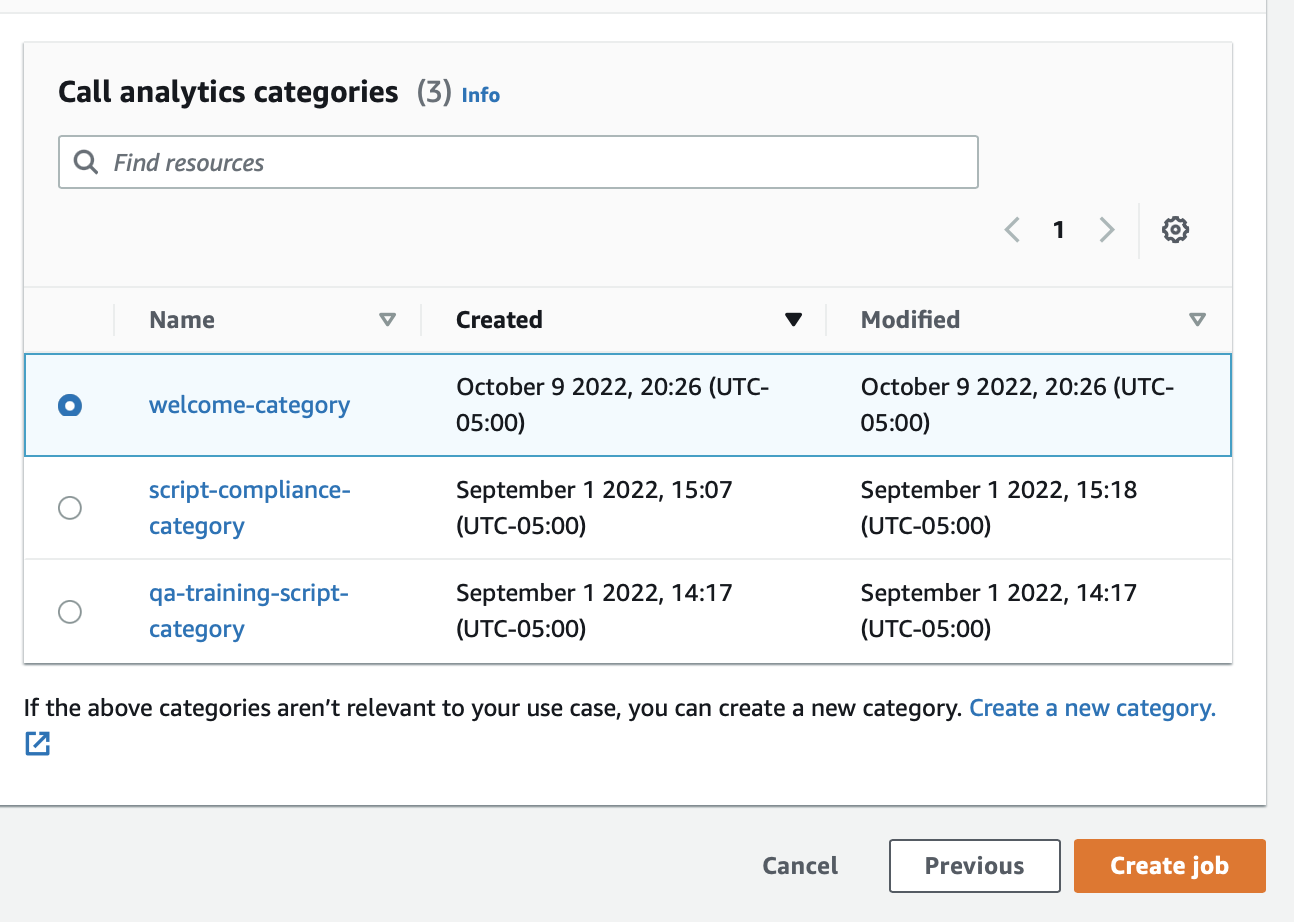 Call analytics categories (3) Info
Find resources
1
Name Created Modified
welcome-category
October 9 2022, 20:26 (UTC-
05:00)
October 9 2022, 20:26 (UTC-
05:00)
script-compliance-
category
September 1 2022, 15:07
(UTC-05:00)
September 1 2022, 15:18
(UTC-05:00)
qa-training-script-
category
September 1 2022, 14:17
(UTC-05:00)
September 1 2022, 14:17
(UTC-05:00)
If the above categories aren’t relevant to your use case, you can create a new category. Create a new category.
Cancel Previous Create job